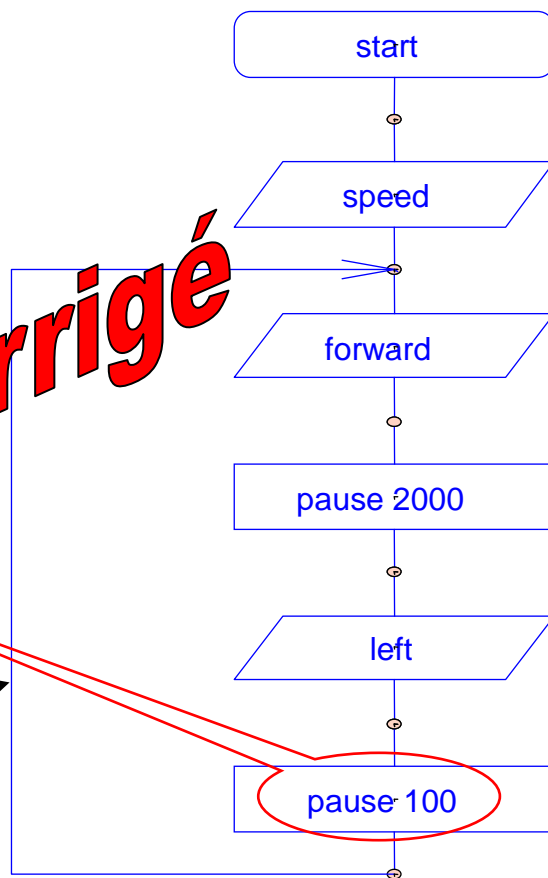 start
speed
rrigé
forward
pause 2000
left
pause 100